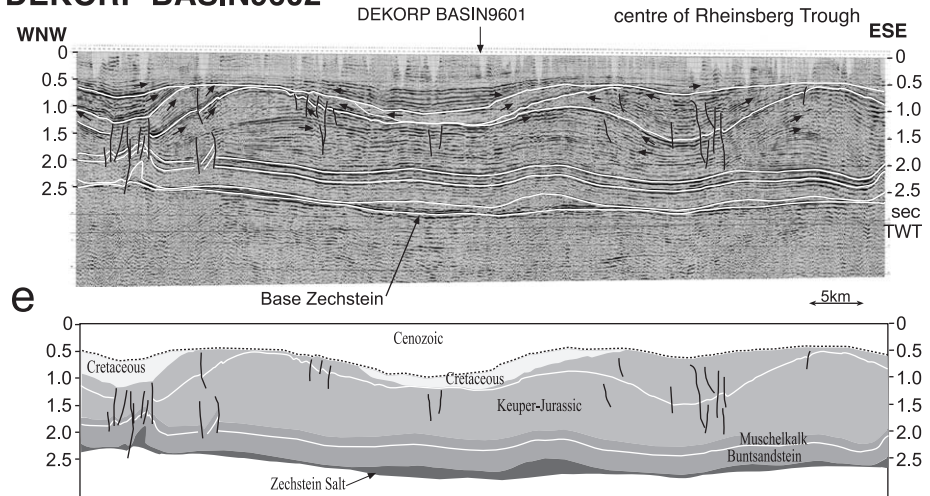 DEKORP BASIN9602
DEKORP BASIN9601
centre of Rheinsberg Trough
WNW
ESE
0
0.5
1.0
1.5
2.0
2.5
0
0.5
1.0
1.5
2.0
2.5
sec
TWT
Base Zechstein
5km
e
0
0.5
1.0
1.5
2.0
2.5
Cenozoic
Cretaceous
Cretaceous
Keuper-Jurassic
Muschelkalk
Buntsandstein
Zechstein Salt
0
0.5
1.0
1.5
2.0
2.5